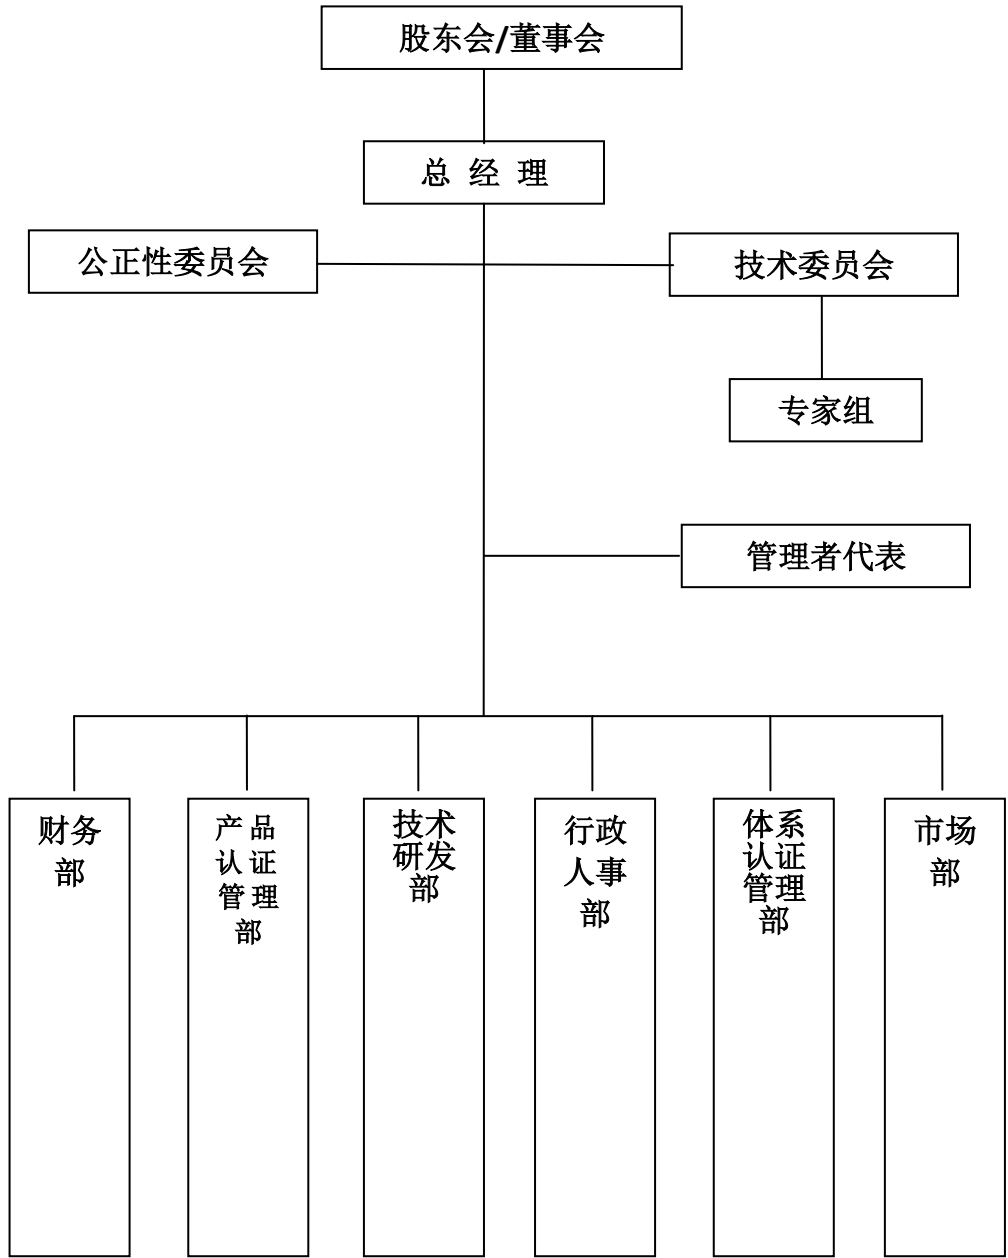 股东会/董事会
总 经 理
公正性委员会
技术委员会
专家组
管理者代表
财务
部
产 品
认 证
管 理
部
技术
研发
部
行政
人事
部
体系
认证
管理
部
市场
部